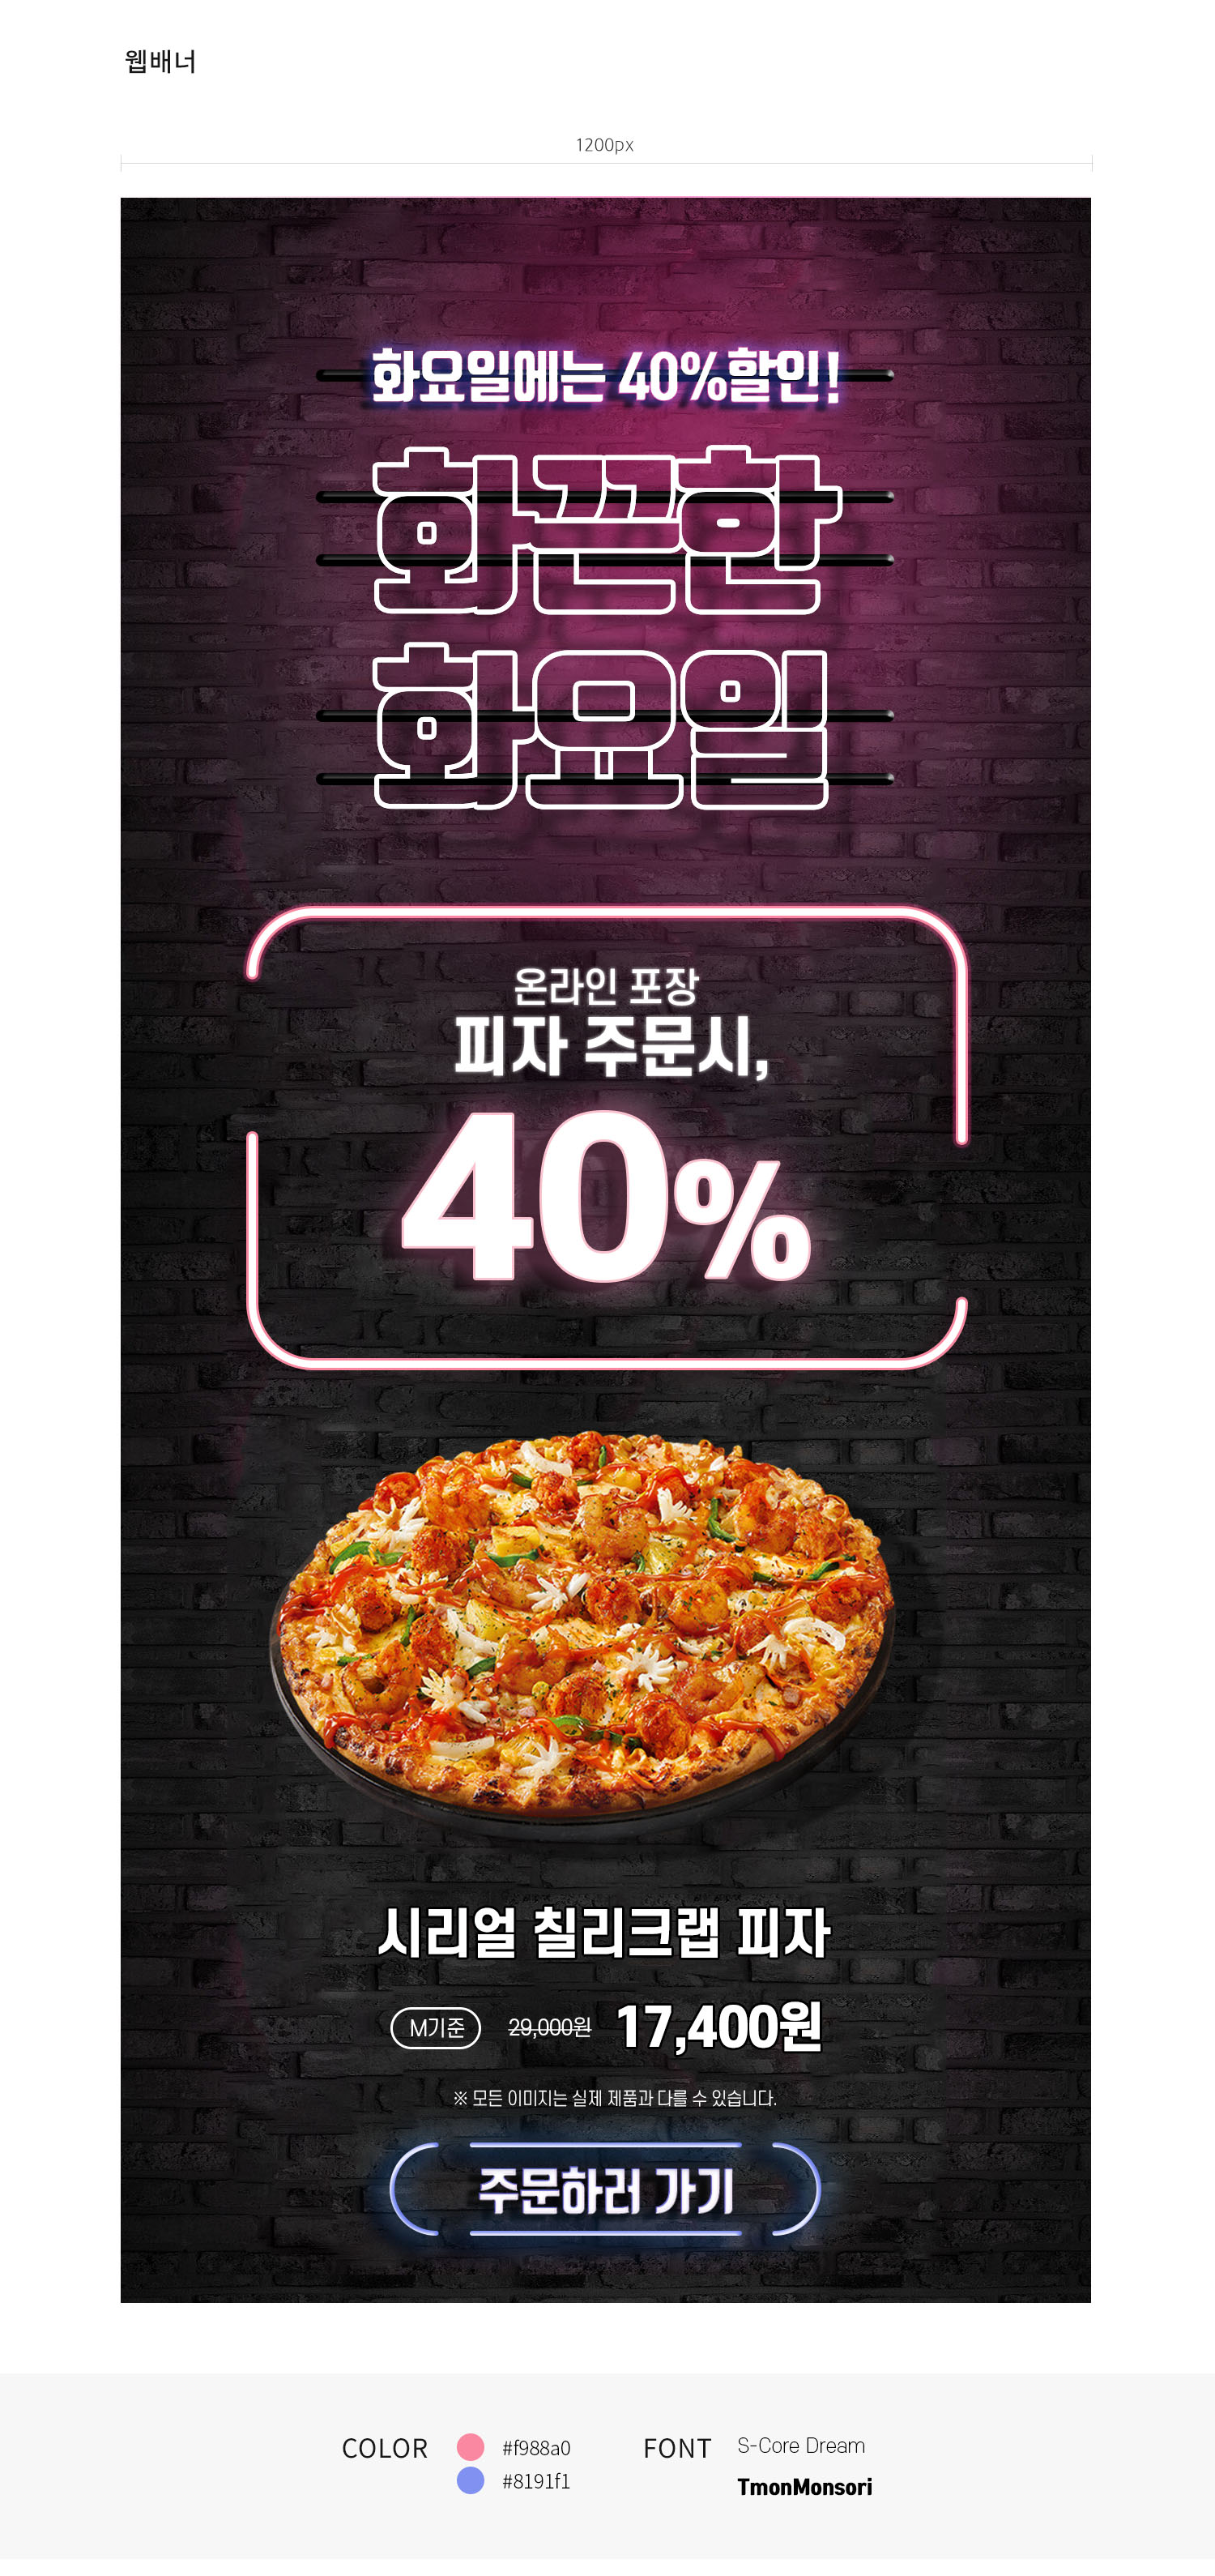 웹배너
1200px
화요일에는 40%할인!
화끈한
화요일
온라인 포장
피자 주문시,
40%
시리얼 칠리크랩 피자
M기준 29,000원 17,400원
※ 모든 이미지는 실제 제품과 다를 수 있습니다.
주문하러 가기
COLOR #f988a0 FONT S-Core Dream
#8191f1 TmonMonsori